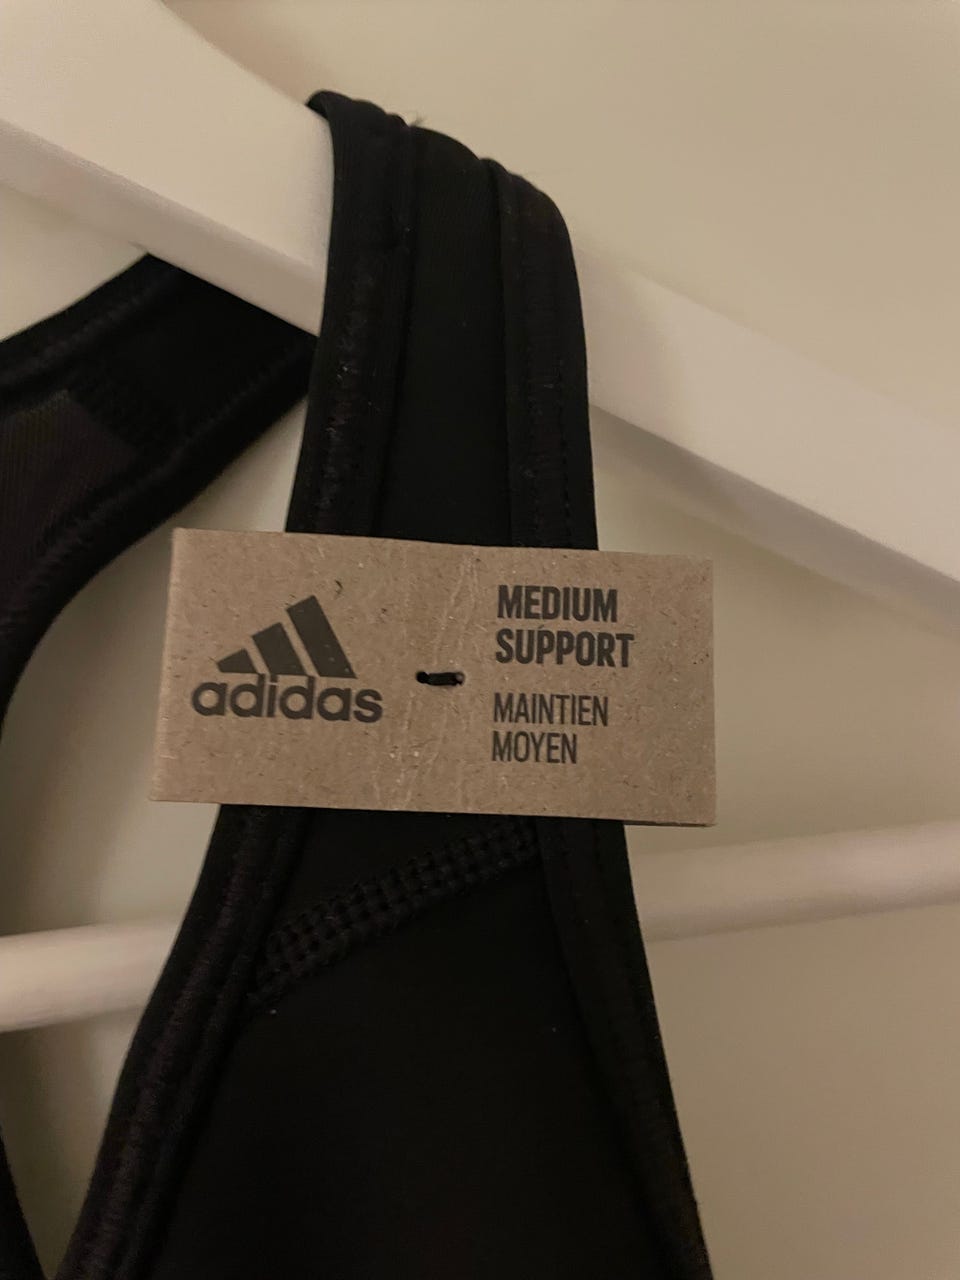 adidas
MEDIUM
SUPPORT
MAINTIEN
MOYEN